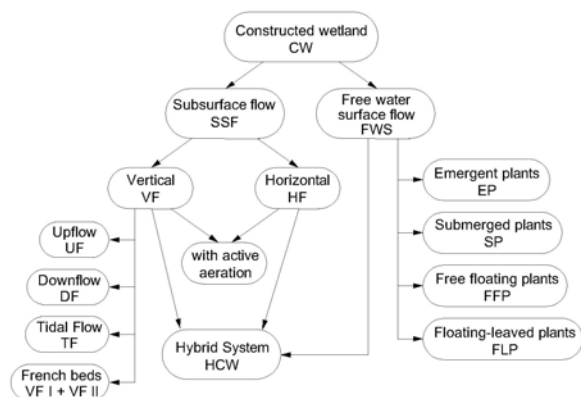 Constructed wetland
CW
Subsurface flow
SSF
Free water
surface flow
FWS
Vertical
VF
Horizontal
HF
Emergent plants
EP
Upflow
UF
with active
aeration
Submerged plants
SP
Downflow
DF
Free floating plants
FFP
Tidal Flow
TF
Hybrid System
HCW
Floating-leaved plants
FLP
French beds
VF I + VF II